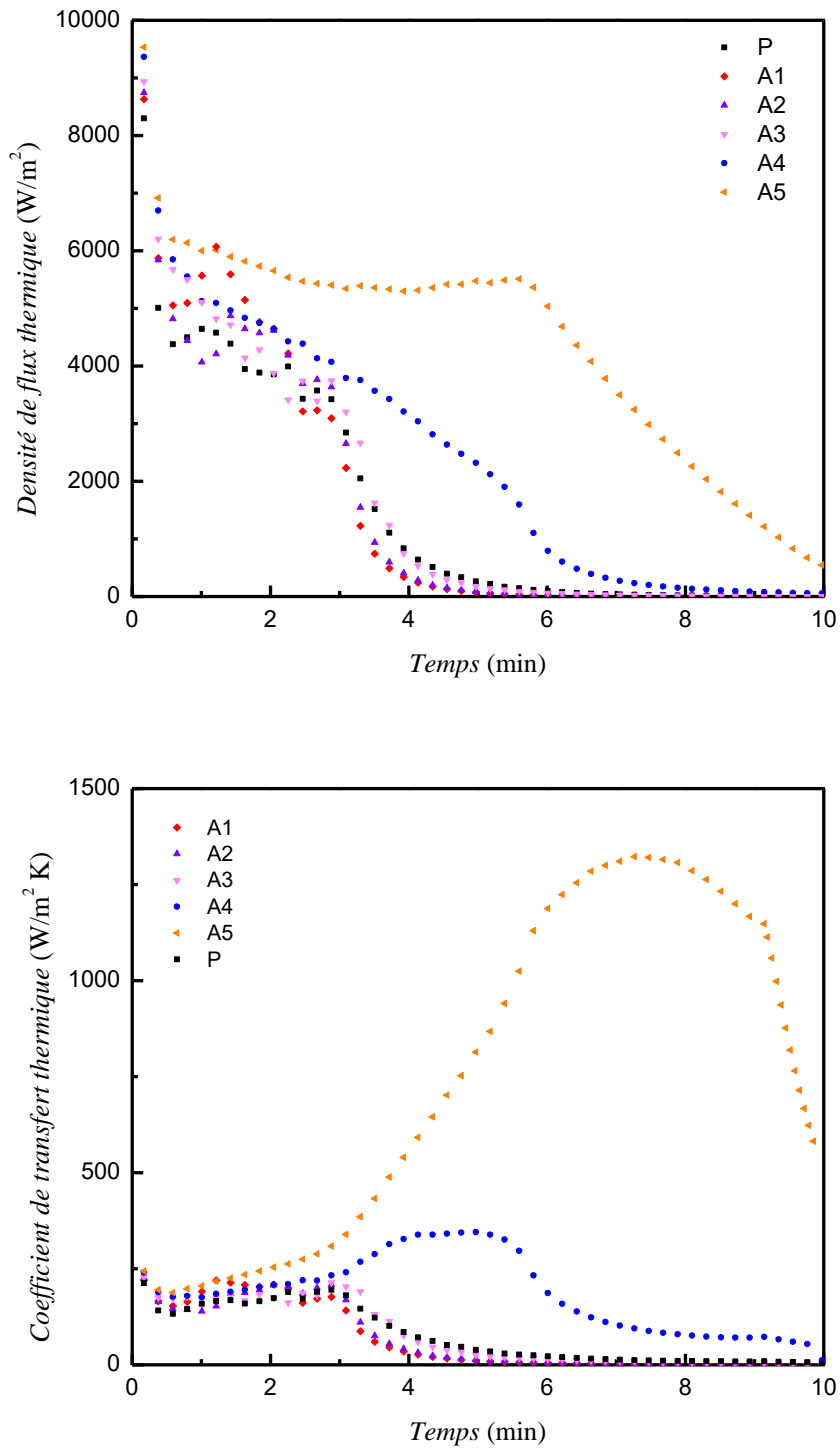 10000
8000
6000
4000
2000
0
Densité de flux thermique (W/m²)
P
A1
A2
A3
A4
A5
0 2 4 6 8 10
Temps (min)
1500
1000
500
0
Coefficient de transfert thermique (W/m² K)
A1
A2
A3
A4
A5
P
0 2 4 6 8 10
Temps (min)